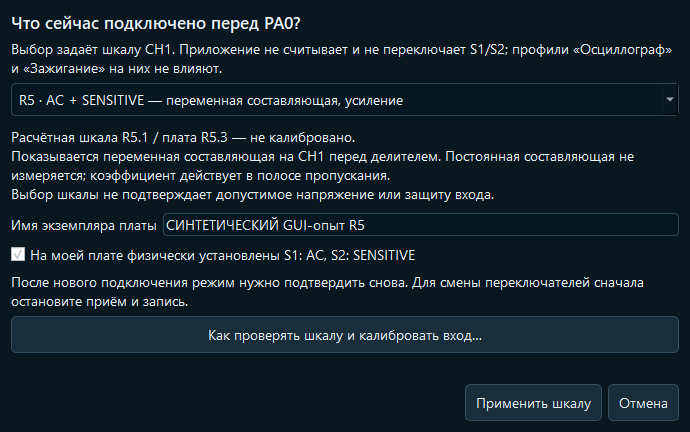 Что сейчас подключено перед PA0?
Выбор задаёт шкалу CH1. Приложение не считывает и не переключает S1/S2; профили «Осциллограф»
и «Зажигание» на них не влияют.
R5 · AC + SENSITIVE — переменная составляющая, усиление
Расчётная шкала R5.1 / плата R5.3 — не калибровано.
Показывается переменная составляющая на CH1 перед делителем. Постоянная составляющая не
измеряется; коэффициент действует в полосе пропускания.
Выбор шкалы не подтверждает допустимое напряжение или защиту входа.
Имя экземпляра платы СИНТЕТИЧЕСКИЙ GUI-опыт R5
На моей плате физически установлены S1: AC, S2: SENSITIVE
После нового подключения режим нужно подтвердить снова. Для смены переключателей сначала
остановите приём и запись.
Как проверять шкалу и калибровать вход...
Применить шкалу Отмена